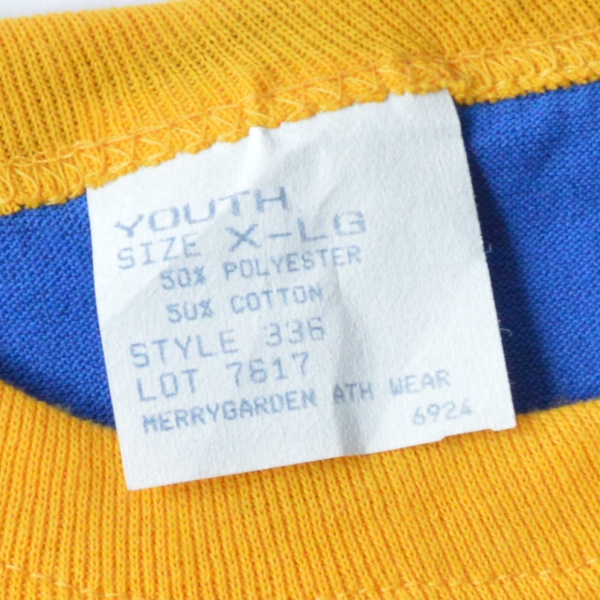 YOUTH
SIZE X-LG
50% POLYESTER
50% COTTON
STYLE 336
LOT 7617
MERRYGARDEN ATH WEAR
6924